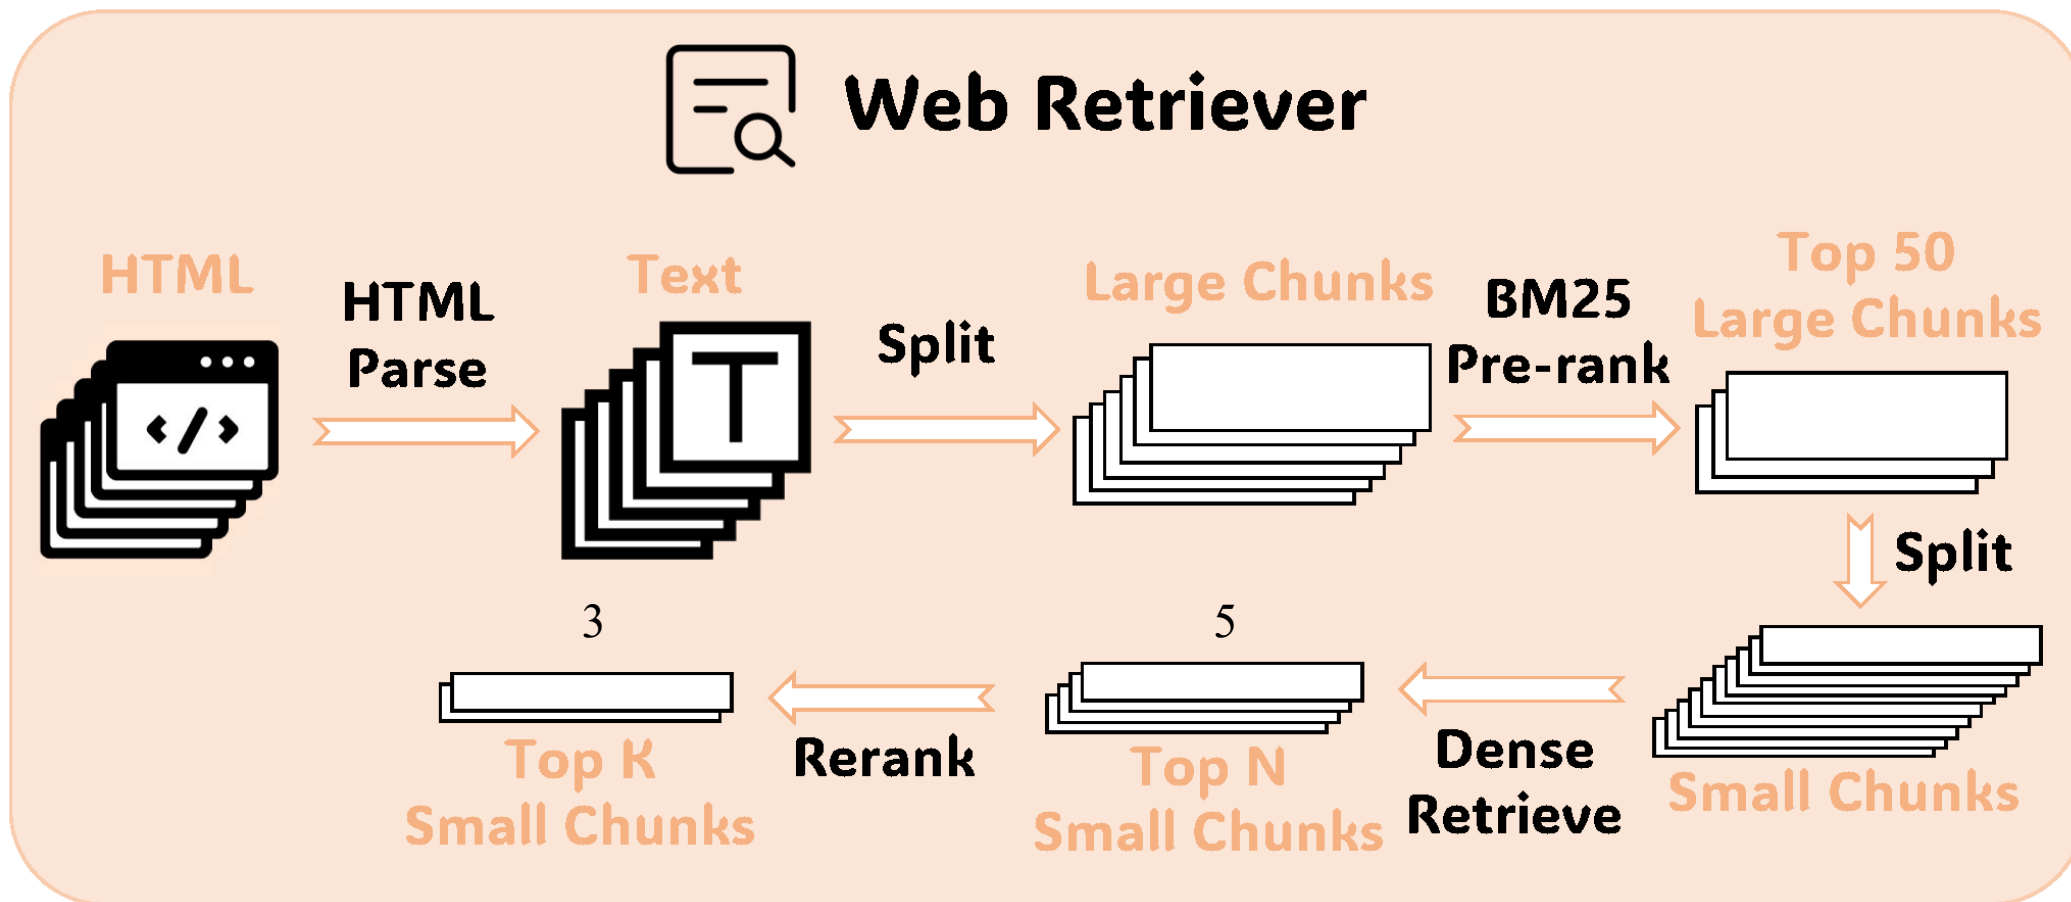 Web Retriever
HTML
HTML
Parse
Text
T
Split
Large Chunks
BM25
Pre-rank
Top 50
Large Chunks
Split
Small Chunks
Dense
Retrieve
5
Top N
Small Chunks
Rerank
3
Top K
Small Chunks